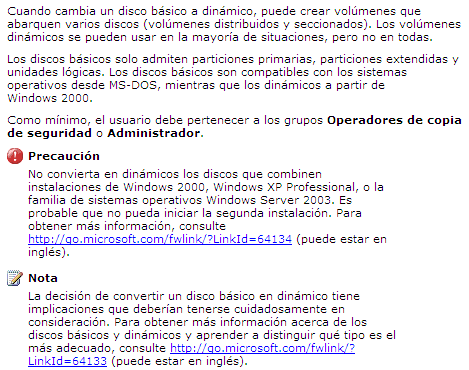 Cuando cambia un disco básico a dinámico, puede crear volúmenes que
abarquen varios discos (volúmenes distribuidos y seccionados). Los volúmenes
dinámicos se pueden usar en la mayoría de situaciones, pero no en todas.
Los discos básicos solo admiten particiones primarias, particiones extendidas y
unidades lógicas. Los discos básicos son compatibles con los sistemas
operativos desde MS-DOS, mientras que los dinámicos a partir de
Windows 2000.
Como mínimo, el usuario debe pertenecer a los grupos Operadores de copia
de seguridad o Administrador.
Precaución
No convierta en dinámicos los discos que combinen
instalaciones de Windows 2000, Windows XP Professional, o la
familia de sistemas operativos Windows Server 2003. Es
probable que no pueda iniciar la segunda instalación. Para
obtener más información, consulte
http://go.microsoft.com/fwlink/?LinkId=64134 (puede estar en
inglés).
Nota
La decisión de convertir un disco básico en dinámico tiene
implicaciones que deberían tenerse cuidadosamente en
consideración. Para obtener más información acerca de los
discos básicos y dinámicos y aprender a distinguir qué tipo es el
más adecuado, consulte http://go.microsoft.com/fwlink/?
LinkId=64133 (puede estar en inglés).